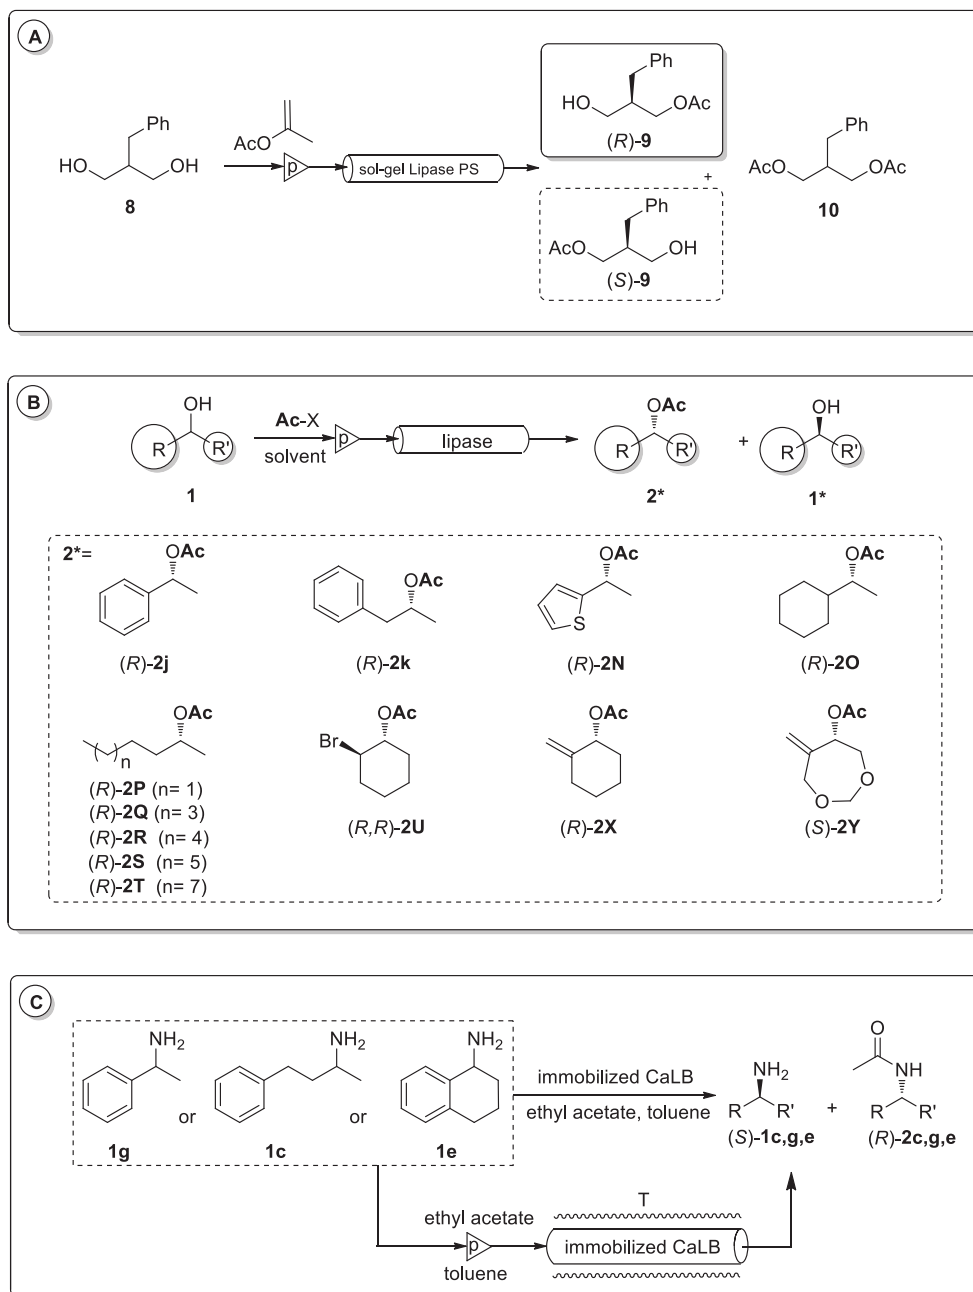 A
Ph
HO
OH
8
AcO
p
sol-gel Lipase PS
Ph
HO
OAc
(R)-9
+
Ph
AcO
OH
(S)-9
Ph
AcO
OAc
10
B
OH
R
R'
1
Ac-X
solvent
p
lipase
OAc
R
R'
2*
+
OH
R
R'
1*
2*=
OAc
(R)-2j
OAc
(R)-2k
OAc
S
(R)-2N
OAc
(R)-2O
OAc
( )n
(R)-2P (n= 1)
(R)-2Q (n= 3)
(R)-2R (n= 4)
(R)-2S (n= 5)
(R)-2T (n= 7)
OAc
Br
(R,R)-2U
OAc
(R)-2X
OAc
O
O
(S)-2Y
C
NH2
1g
or
NH2
1c
or
NH2
1e
immobilized CaLB
ethyl acetate, toluene
NH2
R
R'
(S)-1c,g,e
+
O
NH
R
R'
(R)-2c,g,e
ethyl acetate
p
toluene
T
immobilized CaLB